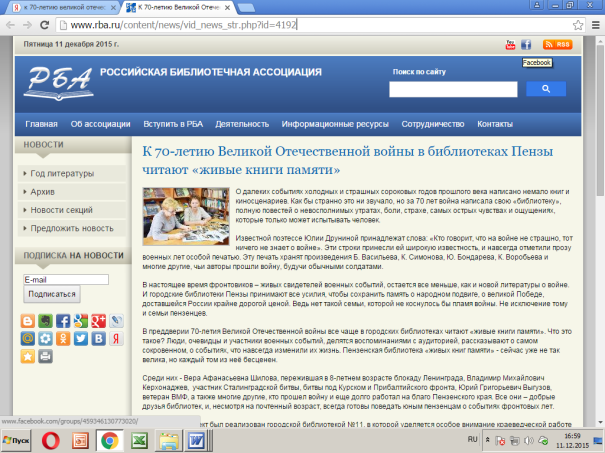 к 70-летию великой отечес
К 70-летию Великой Отечес
www.rba.ru/content/news/vid_news_str.php?id=4192
Пятница 11 декабря 2015 г.
You Tube
RSS
Facebook
РБА
РОССИЙСКАЯ БИБЛИОТЕЧНАЯ АССОЦИАЦИЯ
Поиск по сайту
Главная Об ассоциации Вступить в РБА Деятельность Информационные ресурсы Сотрудничество Контакты
НОВОСТИ
Год литературы
Архив
Новости секций
Предложить новость
ПОДПИСКА НА НОВОСТИ
E-mail
Подписаться
К 70-летию Великой Отечественной войны в библиотеках Пензы
читают «живые книги памяти»
О далеких событиях холодных и страшных сороковых годов прошлого века написано немало книг и
киносценариев. Как бы странно это ни звучало, но за 70 лет война написала свою «библиотеку»,
полную повестей о невосполнимых утратах, боли, страхе, самых острых чувствах и ощущениях,
которые только может испытывать человек.
Известной поэтессе Юлии Друниной принадлежат слова: «Кто говорит, что на войне не страшно, тот
ничего не знает о войне». Эти строки принесли ей широкую известность, и навсегда отметили прозу
военных лет особой печатью. Эту печать хранят произведения Б. Васильева, К. Симонова, Ю. Бондарева, К. Воробьева и
многие другие, чьи авторы прошли войну, будучи обычными солдатами.
В настоящее время фронтовиков – живых свидетелей военных событий, остается все меньше, как и новой литературы о войне.
И городские библиотеки Пензы принимают все усилия, чтобы сохранить память о народном подвиге, о великой Победе,
доставшейся России крайне дорогой ценой. Ведь нет такой семьи, которой не коснулось бы пламя войны. Не исключение тому
и семьи пензенцев.
В преддверии 70-летия Великой Отечественной войны все чаще в городских библиотеках читают «живые книги памяти». Что это
такое? Люди, очевидцы и участники военных событий, делятся воспоминаниями с аудиторией, рассказывают о самом
сокровенном, о событиях, что навсегда изменили их жизнь. Пензенская библиотека «живых книг памяти» - сейчас уже не так
велика, но каждый том из неё бесценен.
Среди них - Вера Афанасьевна Шилова, пережившая в 8-летнем возрасте блокаду Ленинграда, Владимир Михайлович
Керхонаджев, участник Сталинградской битвы, битвы под Курском и Прибалтийского фронта, Юрий Григорьевич Выгузов,
ветеран ВМФ, а также многие другие, кто прошел войну и еще долго работал на благо Пензенского края. Все они – добрые
друзья библиотек, и, несмотря на почтенный возраст, всегда готовы поведать юным пензенцам о событиях фронтовых лет.
кт был реализован городской библиотекой №11, в которой уделяется особое внимание краеведческой работе
www.facebook.com/groups/459346130773020/
Пуск
RU
16:59
11.12.2015